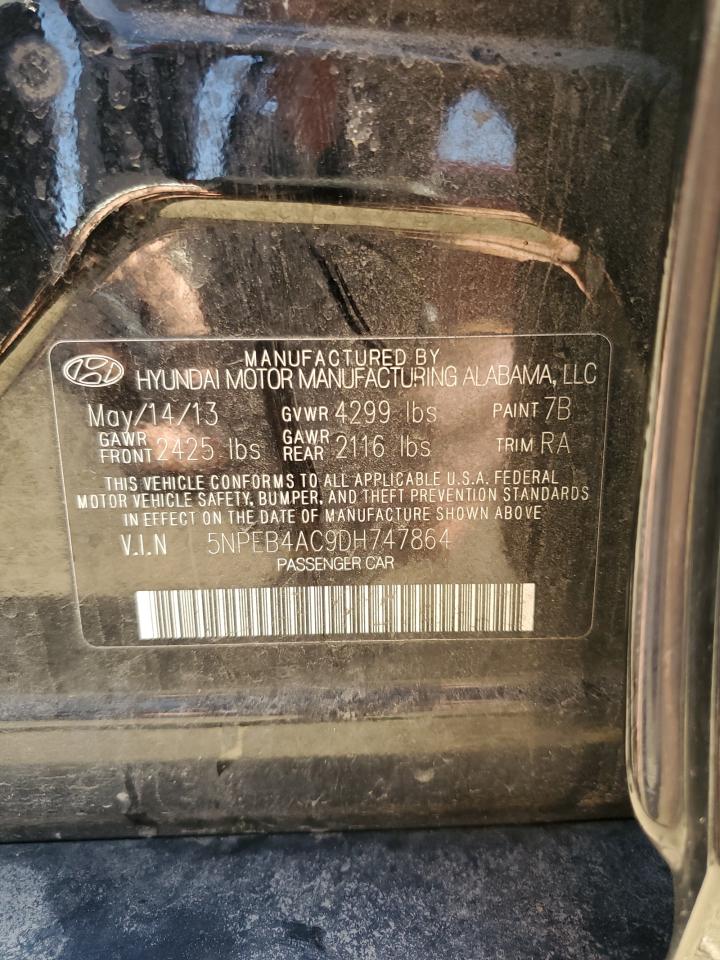 MANUFACTURED BY
HYUNDAI MOTOR MANUFACTURING ALABAMA, LLC
May/14/13 GVWR 4299 lbs PAINT 7B
GAWR FRONT 2425 lbs GAWR REAR 2116 lbs TRIM RA
THIS VEHICLE CONFORMS TO ALL APPLICABLE U.S.A. FEDERAL
MOTOR VEHICLE SAFETY, BUMPER, AND THEFT PREVENTION STANDARDS
IN EFFECT ON THE DATE OF MANUFACTURE SHOWN ABOVE
V.I.N 5NPEB4AC9DH747864
PASSENGER CAR